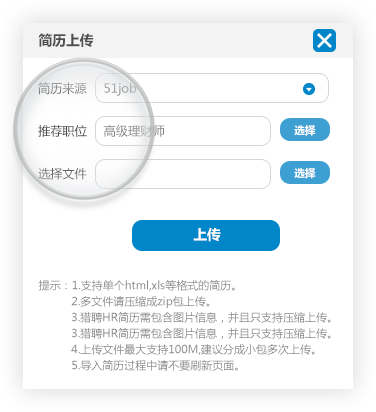 简历上传
简历来源 51job
推荐职位 高级理财师 选择
选择文件 选择
上传
提示：1.支持单个html,xls等格式的简历。
2.多文件请压缩成zip包上传。
3.猎聘HR简历需包含图片信息，并且只支持压缩上传。
3.猎聘HR简历需包含图片信息，并且只支持压缩上传。
4.上传文件最大支持100M,建议分成小包多次上传。
5.导入简历过程中请不要刷新页面。